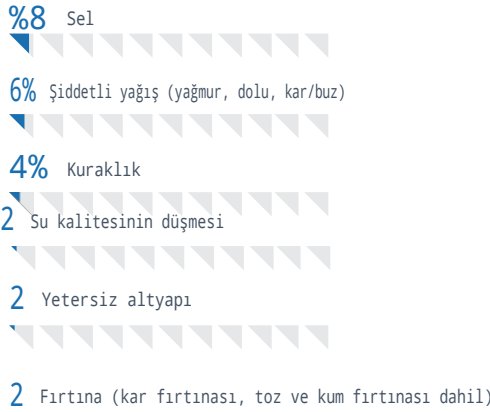 %8 Sel
6% Şiddetli yağış (yağmur, dolu, kar/buz)
4% Kuraklık
2 Su kalitesinin düşmesi
2 Yetersiz altyapı
2 Fırtına (kar fırtınası, toz ve kum fırtınası dahil)